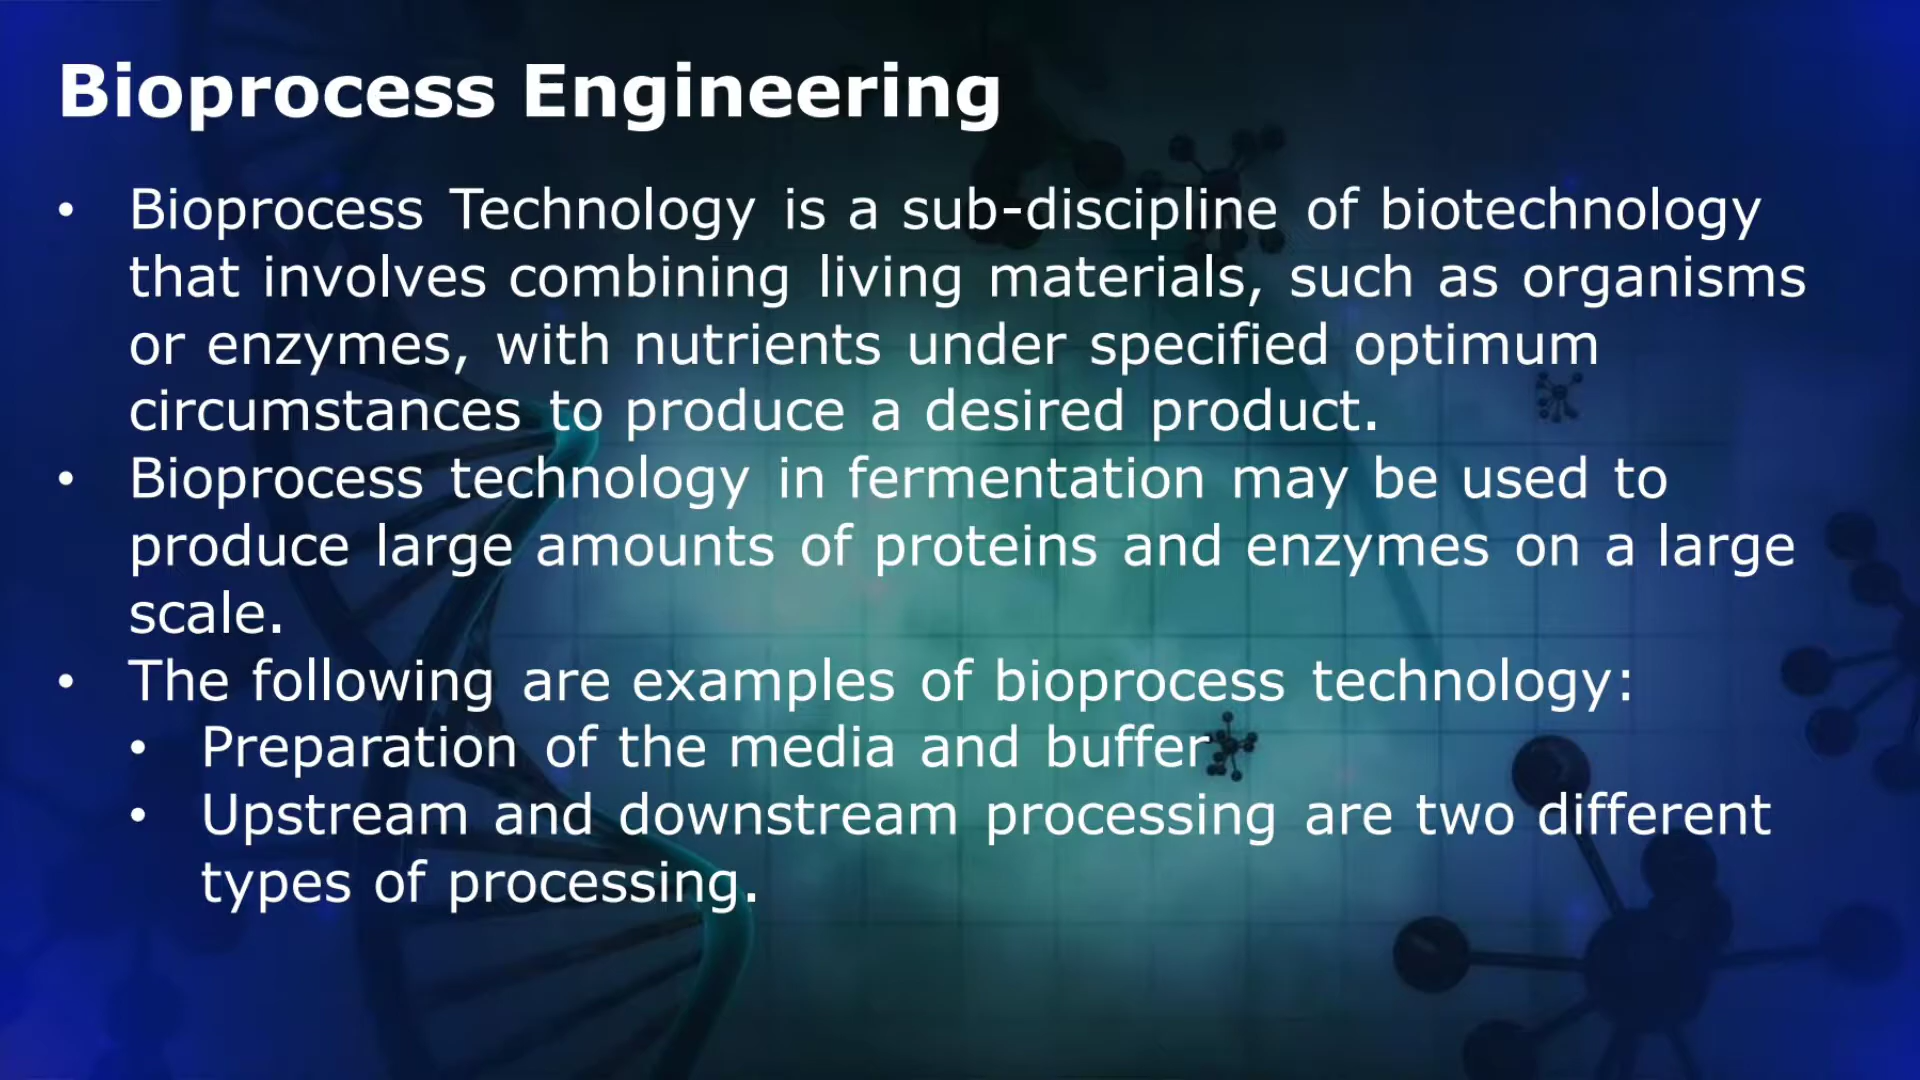 Bioprocess Engineering
• Bioprocess Technology is a sub-discipline of biotechnology
that involves combining living materials, such as organisms
or enzymes, with nutrients under specified optimum
circumstances to produce a desired product.
• Bioprocess technology in fermentation may be used to
produce large amounts of proteins and enzymes on a large
scale.
• The following are examples of bioprocess technology:
• Preparation of the media and buffer
• Upstream and downstream processing are two different
types of processing.